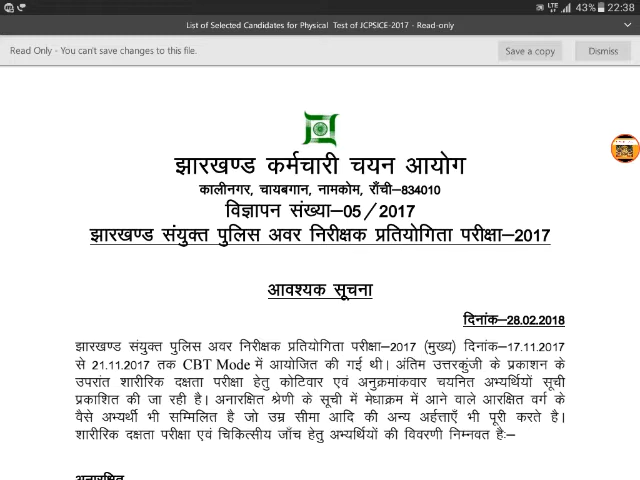 LTE 43% 22:38
List of Selected Candidates for Physical Test of JCPSICE-2017 - Read-only
Read Only - You can't save changes to this file. Save a copy Dismiss
झारखण्ड कर्मचारी चयन आयोग
कालीनगर, चायबगान, नामकोम, राँची–834010
विज्ञापन संख्या–05/2017
झारखण्ड संयुक्त पुलिस अवर निरीक्षक प्रतियोगिता परीक्षा–2017
आवश्यक सूचना
दिनांक–28.02.2018
झारखण्ड संयुक्त पुलिस अवर निरीक्षक प्रतियोगिता परीक्षा–2017 (मुख्य) दिनांक–17.11.2017
से 21.11.2017 तक CBT Mode में आयोजित की गई थी। अंतिम उत्तरकुंजी के प्रकाशन के
उपरांत शारीरिक दक्षता परीक्षा हेतु कोटिवार एवं अनुक्रमांकवार चयनित अभ्यर्थियों सूची
प्रकाशित की जा रही है। अनारक्षित श्रेणी के सूची में मेधाक्रम में आने वाले आरक्षित वर्ग के
वैसे अभ्यर्थी भी सम्मिलित है जो उम्र सीमा आदि की अन्य अर्हत्ताएँ भी पूरी करते है।
शारीरिक दक्षता परीक्षा एवं चिकित्सीय जाँच हेतु अभ्यर्थियों की विवरणी निम्नवत है:–
अनारक्षित